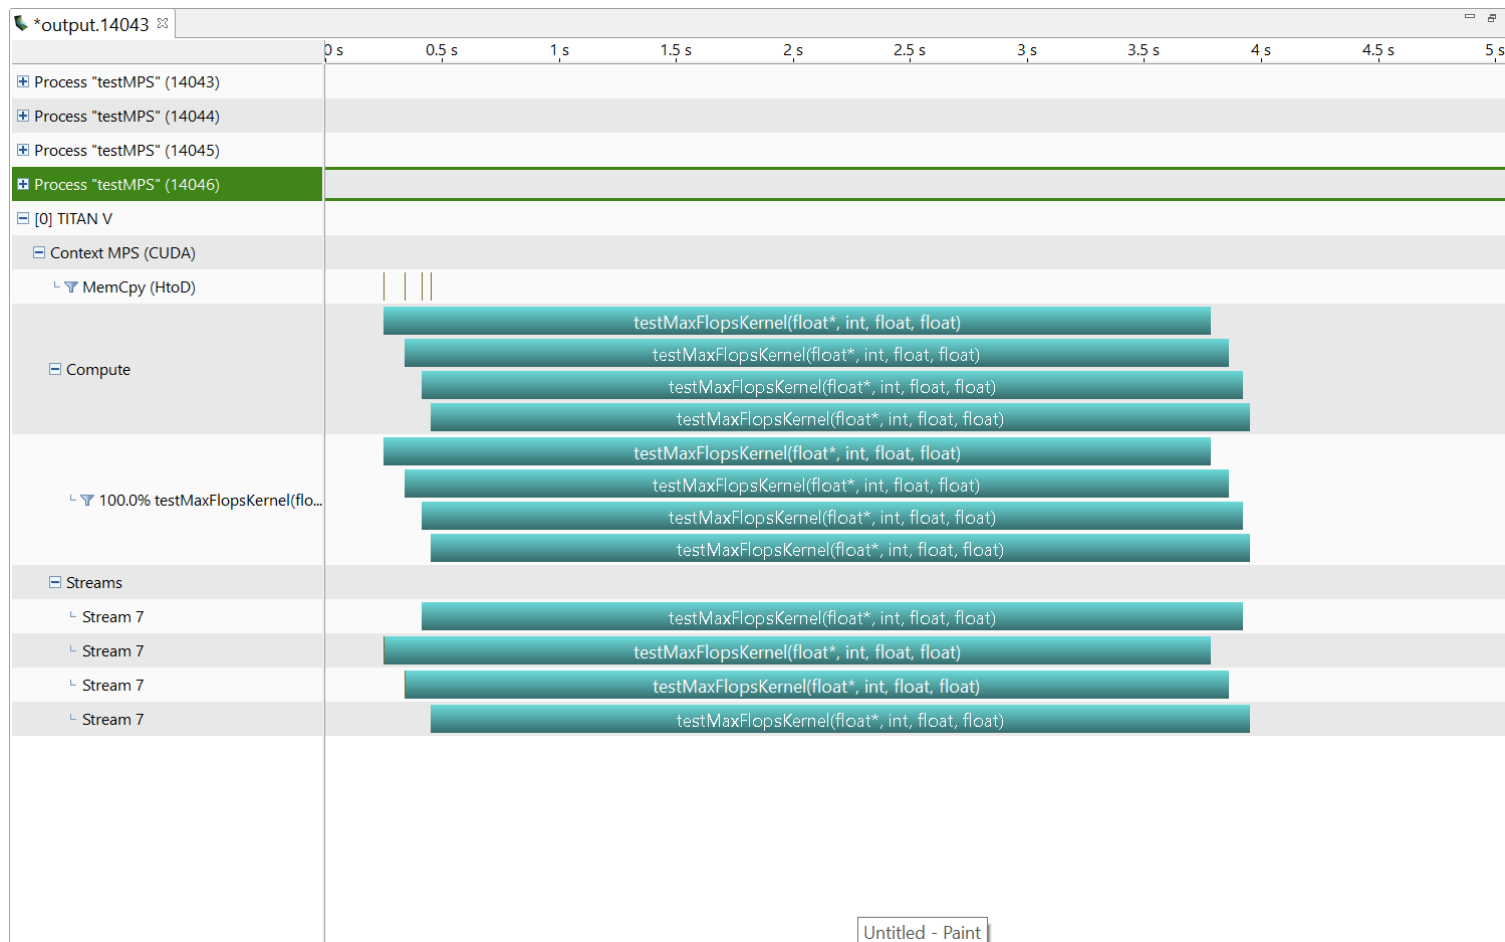 *output.14043
0 s 0.5 s 1 s 1.5 s 2 s 2.5 s 3 s 3.5 s 4 s 4.5 s 5 s
Process "testMPS" (14043)
Process "testMPS" (14044)
Process "testMPS" (14045)
Process "testMPS" (14046)
[0] TITAN V
Context MPS (CUDA)
MemCpy (HtoD)
testMaxFlopsKernel(float*, int, float, float)
testMaxFlopsKernel(float*, int, float, float)
Compute
testMaxFlopsKernel(float*, int, float, float)
testMaxFlopsKernel(float*, int, float, float)
testMaxFlopsKernel(float*, int, float, float)
testMaxFlopsKernel(float*, int, float, float)
100.0% testMaxFlopsKernel(flo...
testMaxFlopsKernel(float*, int, float, float)
testMaxFlopsKernel(float*, int, float, float)
Streams
Stream 7 testMaxFlopsKernel(float*, int, float, float)
Stream 7 testMaxFlopsKernel(float*, int, float, float)
Stream 7 testMaxFlopsKernel(float*, int, float, float)
Stream 7 testMaxFlopsKernel(float*, int, float, float)
Untitled - Paint